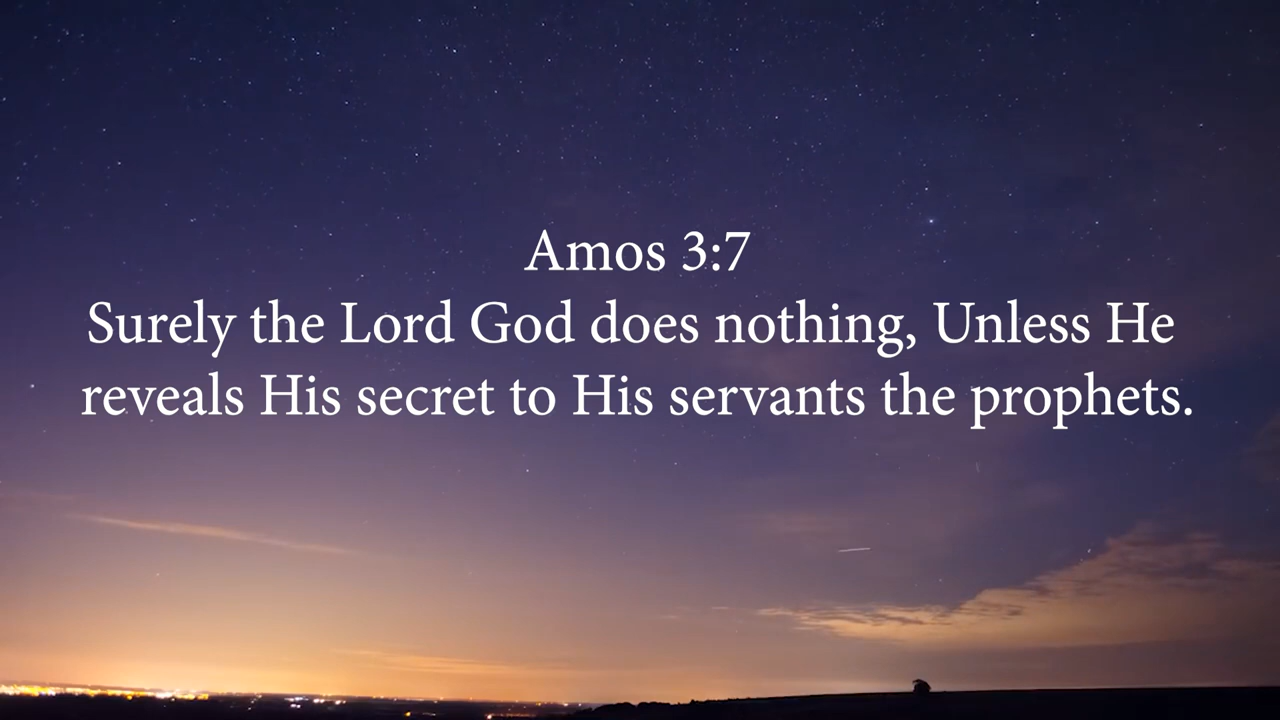 Amos 3:7
Surely the Lord God does nothing, Unless He
reveals His secret to His servants the prophets.